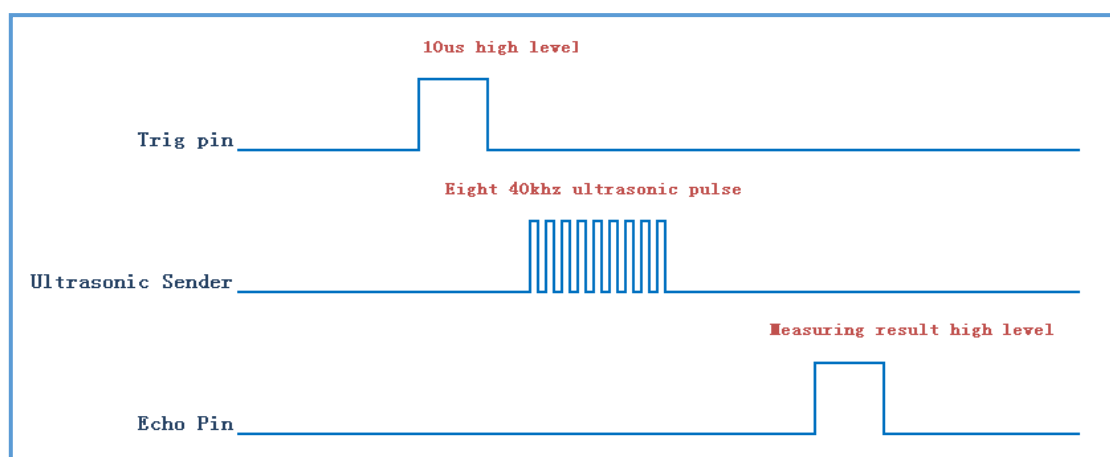 10us high level
Trig pin
Eight 40khz ultrasonic pulse
Ultrasonic Sender
Measuring result high level
Echo Pin